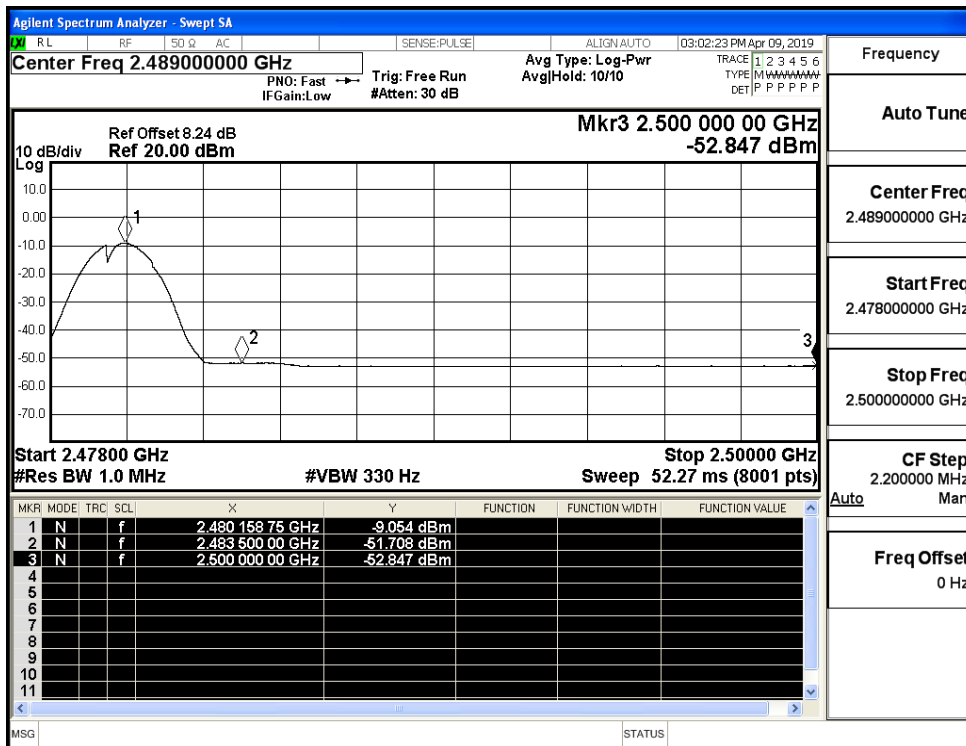 Agilent Spectrum Analyzer - Swept SA
LXI RL RF 50 Ω AC SENSE:PULSE ALIGN AUTO 03:02:23 PM Apr 09, 2019
Center Freq 2.489000000 GHz
PNO: Fast
IFGain:Low
Trig: Free Run
#Atten: 30 dB
Avg Type: Log-Pwr
Avg|Hold: 10/10
TRACE 1 2 3 4 5 6
TYPE M WWWWW
DET P P P P P P
Mkr3 2.500 000 00 GHz
-52.847 dBm
Ref Offset 8.24 dB
10 dB/div Ref 20.00 dBm
Log
10.0
0.00
-10.0
-20.0
-30.0
-40.0
-50.0
-60.0
-70.0
1
2
3
Start 2.47800 GHz Stop 2.50000 GHz
#Res BW 1.0 MHz #VBW 330 Hz Sweep 52.27 ms (8001 pts)
MKR MODE TRC SCL X Y FUNCTION FUNCTION WIDTH FUNCTION VALUE
1 N f 2.480 158 75 GHz -9.054 dBm
2 N f 2.483 500 00 GHz -51.708 dBm
3 N f 2.500 000 00 GHz -52.847 dBm
4
5
6
7
8
9
10
11
MSG STATUS
Frequency
Auto Tune
Center Freq
2.489000000 GHz
Start Freq
2.478000000 GHz
Stop Freq
2.500000000 GHz
CF Step
2.200000 MHz
Auto Man
Freq Offset
0 Hz